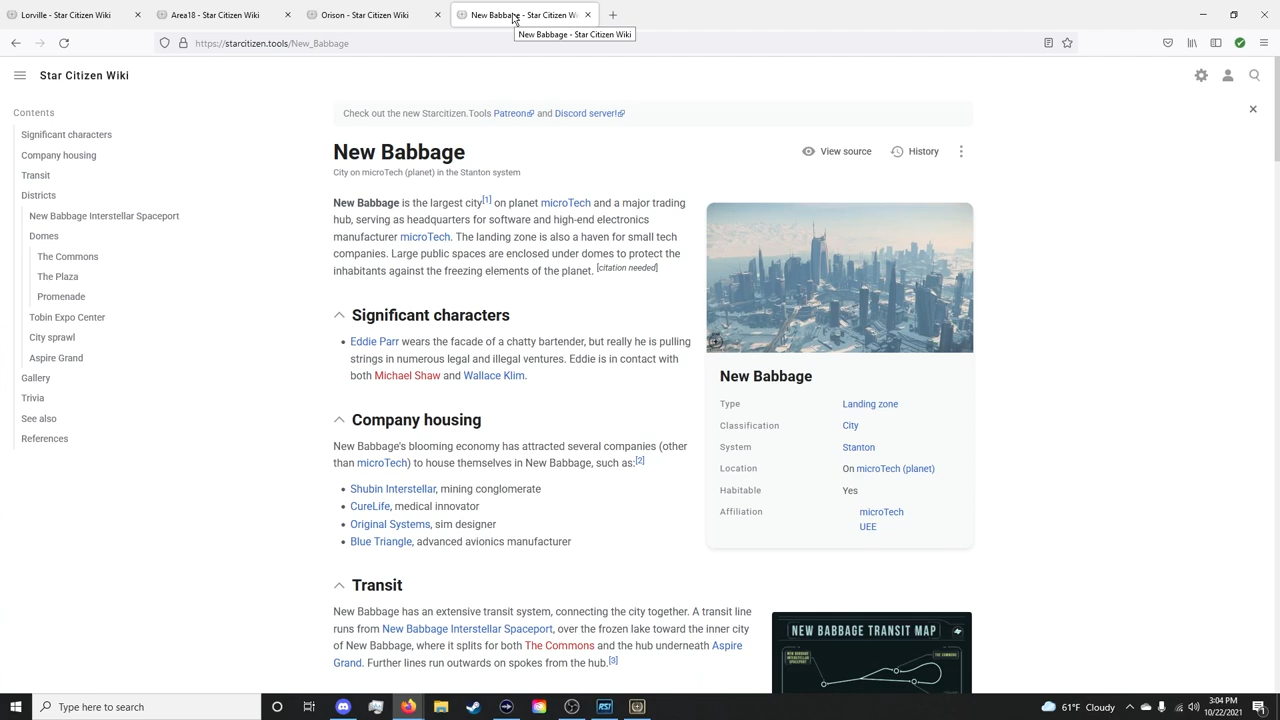 Lorville - Star Citizen Wiki
Area18 - Star Citizen Wiki
Orison - Star Citizen Wiki
New Babbage - Star Citizen Wi
New Babbage - Star Citizen Wiki
https://starcitizen.tools/New_Babbage
Star Citizen Wiki
Contents
Significant characters
Company housing
Transit
Districts
New Babbage Interstellar Spaceport
Domes
The Commons
The Plaza
Promenade
Tobin Expo Center
City sprawl
Aspire Grand
Gallery
Trivia
See also
References
Check out the new Starcitizen.Tools Patreon and Discord server!
New Babbage
View source
History
City on microTech (planet) in the Stanton system
New Babbage is the largest city[1] on planet microTech and a major trading
hub, serving as headquarters for software and high-end electronics
manufacturer microTech. The landing zone is also a haven for small tech
companies. Large public spaces are enclosed under domes to protect the
inhabitants against the freezing elements of the planet. [citation needed]
Significant characters
• Eddie Parr wears the facade of a chatty bartender, but really he is pulling
strings in numerous legal and illegal ventures. Eddie is in contact with
both Michael Shaw and Wallace Klim.
Company housing
New Babbage's blooming economy has attracted several companies (other
than microTech) to house themselves in New Babbage, such as:[2]
• Shubin Interstellar, mining conglomerate
• CureLife, medical innovator
• Original Systems, sim designer
• Blue Triangle, advanced avionics manufacturer
Transit
New Babbage has an extensive transit system, connecting the city together. A transit line
runs from New Babbage Interstellar Spaceport, over the frozen lake toward the inner city
of New Babbage, where it splits for both The Commons and the hub underneath Aspire
Grand. Further lines run outwards on spokes from the hub.[3]
New Babbage
Type Landing zone
Classification City
System Stanton
Location On microTech (planet)
Habitable Yes
Affiliation microTech
UEE
NEW BABBAGE TRANSIT MAP
NEW BABBAGE
INTERSTELLAR
SPACEPORT
THE COMMONS
Type here to search
RSI
61°F Cloudy
3:04 PM
10/22/2021